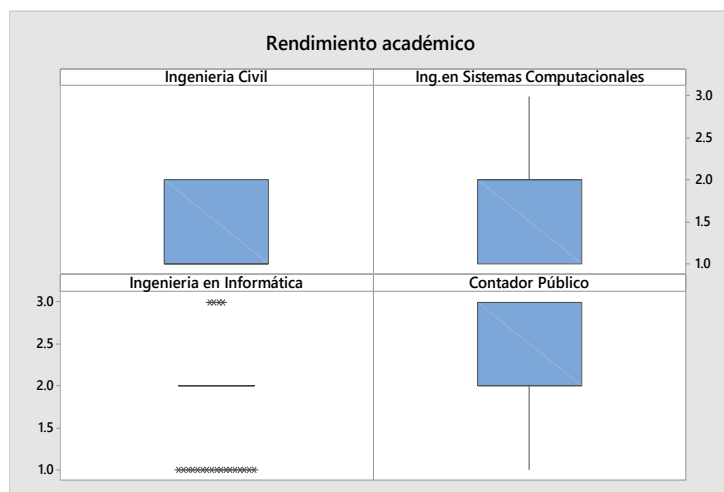 Rendimiento académico
Ingenieria Civil
Ing.en Sistemas Computacionales
3.0
2.5
2.0
1.5
1.0
Ingenieria en Informática
Contador Público
3.0
2.5
2.0
1.5
1.0